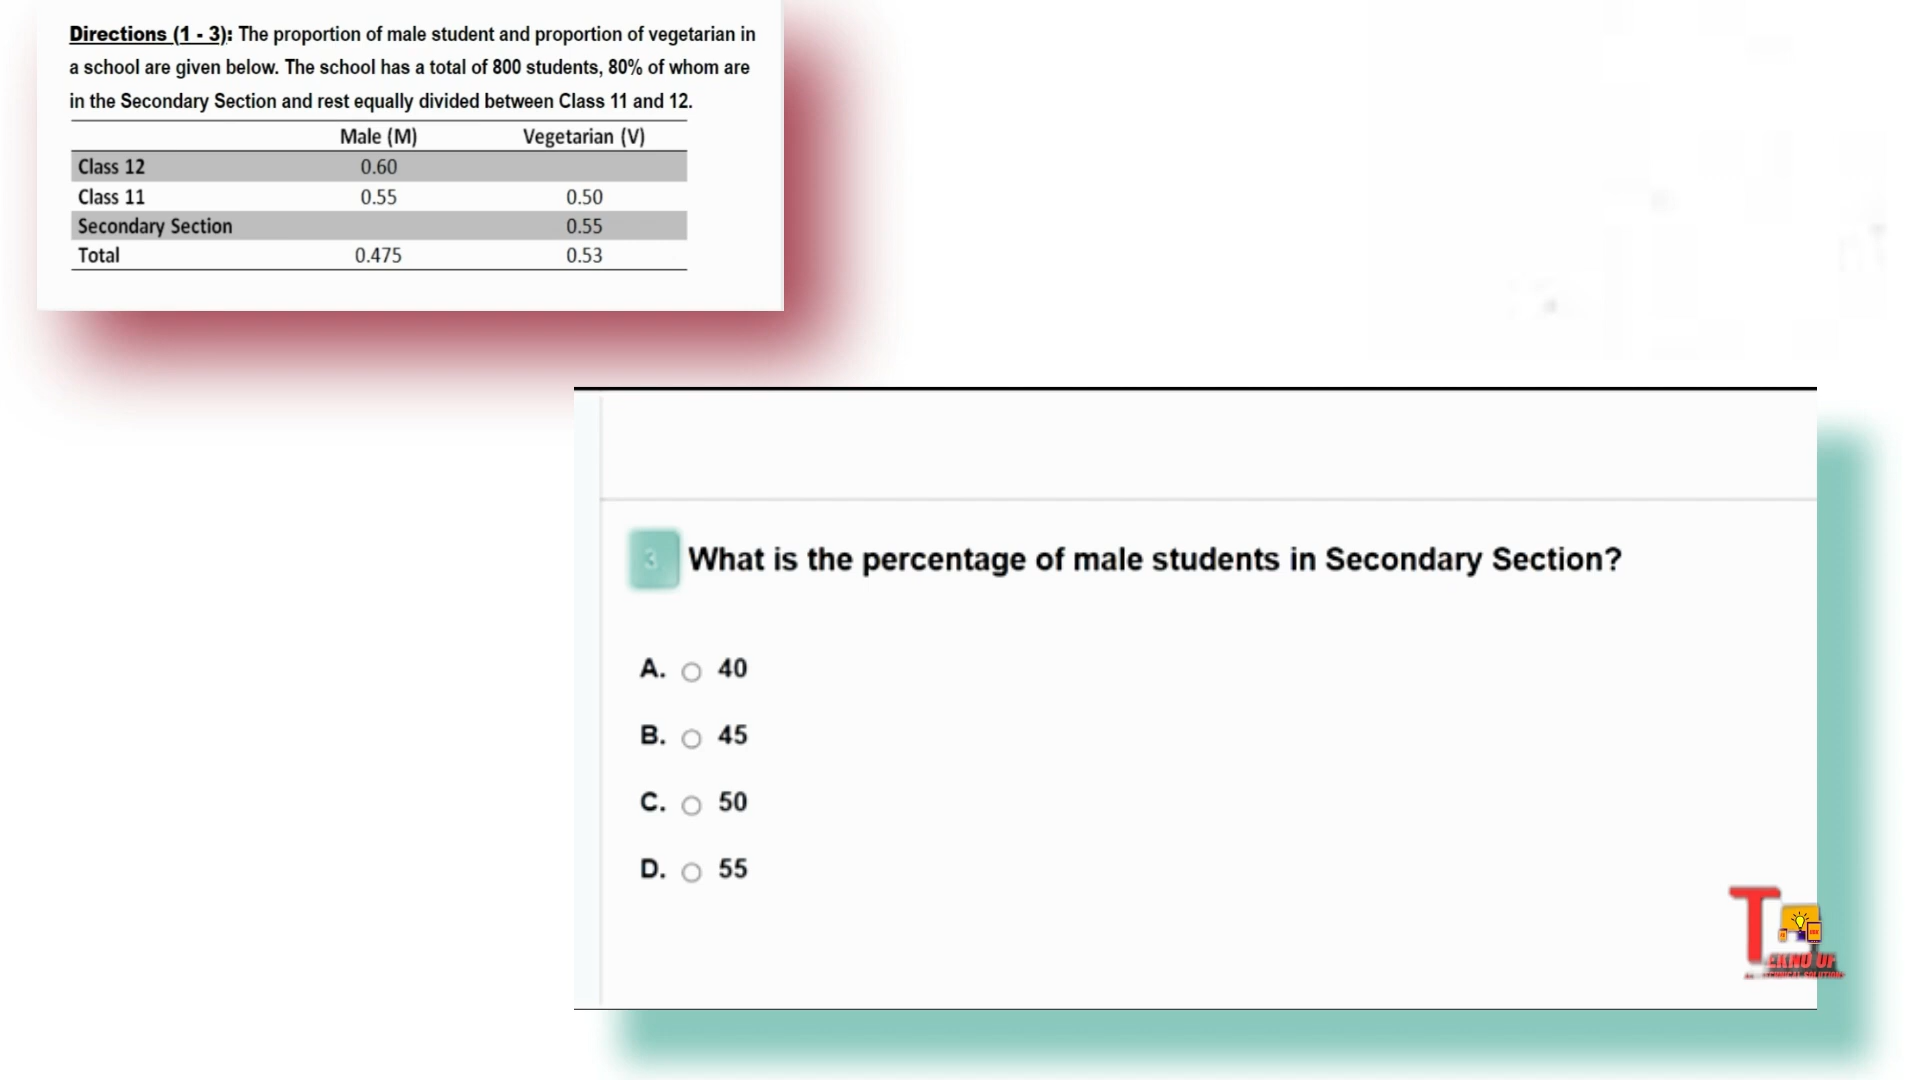 Directions (1 - 3): The proportion of male student and proportion of vegetarian in
a school are given below. The school has a total of 800 students, 80% of whom are
in the Secondary Section and rest equally divided between Class 11 and 12.
Male (M) Vegetarian (V)
Class 12 0.60
Class 11 0.55 0.50
Secondary Section 0.55
Total 0.475 0.53
3 What is the percentage of male students in Secondary Section?
A. 40
B. 45
C. 50
D. 55